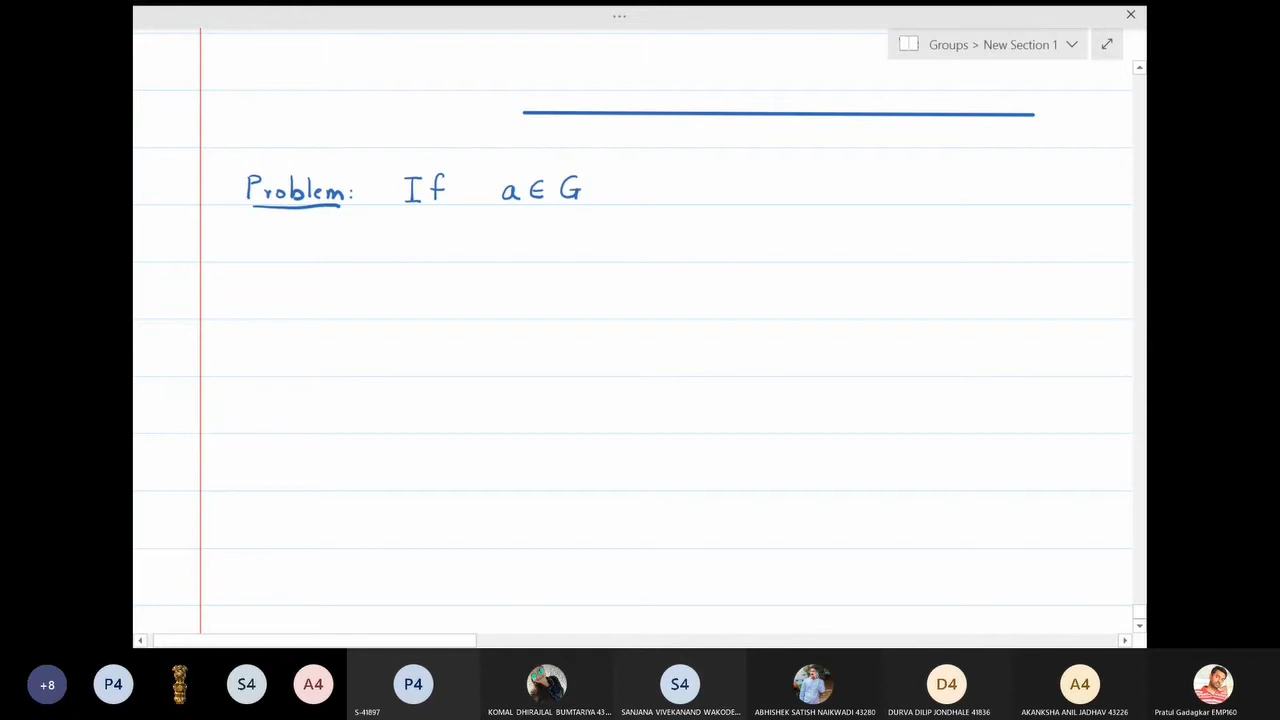 Groups > New Section 1
Problem: If a ∈ G
+8
P4
S4
A4
P4
S4
D4
A4
S-41897
KOMAL DHIRAJLAL BUMTARIYA 43...
SANJANA VIVEKANAND WAKODE...
ABHISHEK SATISH NAIKWADI 43280
DURVA DILIP JONDHALE 41836
AKANKSHA ANIL JADHAV 43226
Pratul Gadagkar EMP160